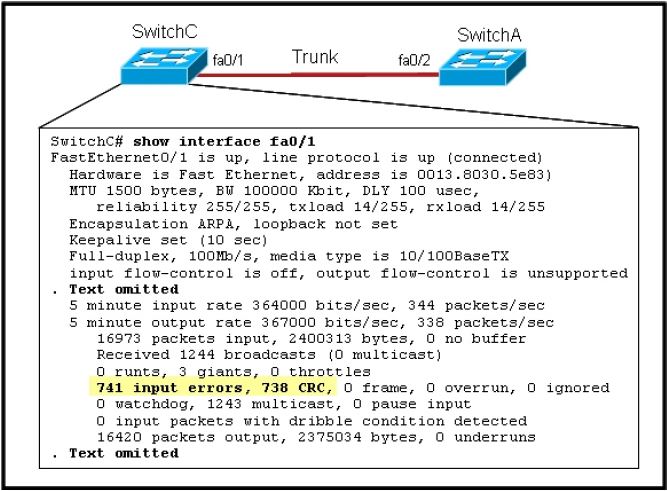 SwitchC
SwitchA
fa0/1
Trunk
fa0/2
SwitchC# show interface fa0/1
FastEthernet0/1 is up, line protocol is up (connected)
Hardware is Fast Ethernet, address is 0013.8030.5e83)
MTU 1500 bytes, BW 100000 Kbit, DLY 100 usec,
reliability 255/255, txload 14/255, rxload 14/255
Encapsulation ARPA, loopback not set
Keepalive set (10 sec)
Full-duplex, 100Mb/s, media type is 10/100BaseTX
input flow-control is off, output flow-control is unsupported
. Text omitted
5 minute input rate 364000 bits/sec, 344 packets/sec
5 minute output rate 367000 bits/sec, 338 packets/sec
16973 packets input, 2400313 bytes, 0 no buffer
Received 1244 broadcasts (0 multicast)
0 runts, 3 giants, 0 throttles
741 input errors, 738 CRC, 0 frame, 0 overrun, 0 ignored
0 watchdog, 1243 multicast, 0 pause input
0 input packets with dribble condition detected
16420 packets output, 2375034 bytes, 0 underruns
. Text omitted